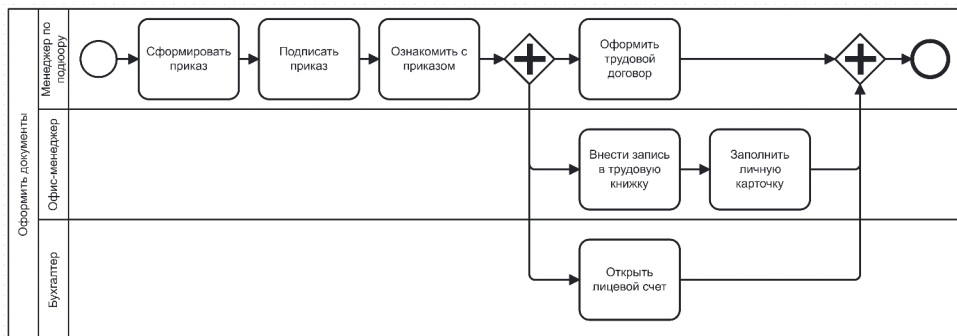 Оформить документы
Менеджер по
подюору
Сформировать
приказ
Подписать
приказ
Ознакомить с
приказом
Оформить
трудовой
договор
Офис-менеджер
Внести запись
в трудовую
книжку
Заполнить
личную
карточку
Бухгалтер
Открыть
лицевой счет